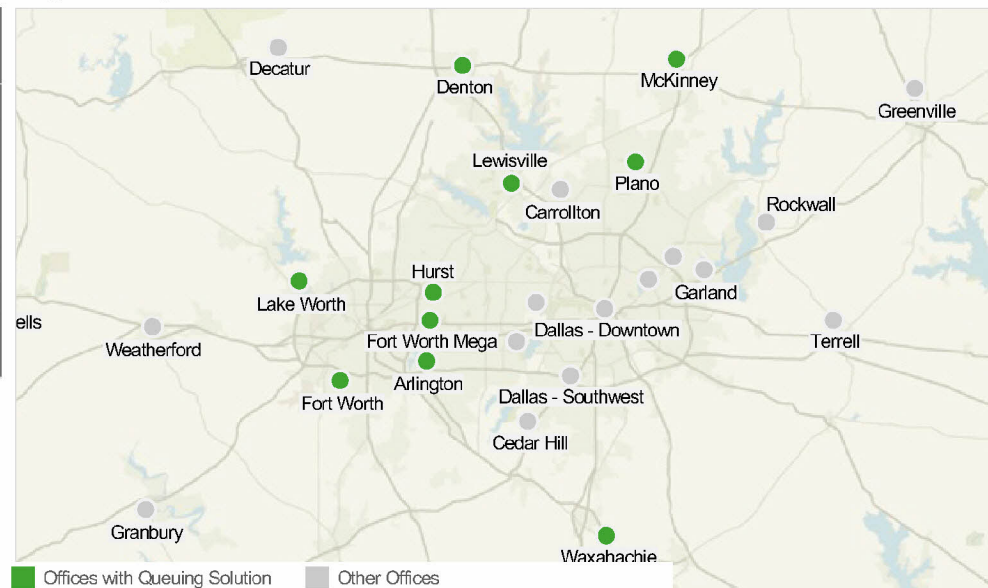 Decatur
Denton
McKinney
Greenville
Lewisville
Plano
Carrollton
Rockwall
Hurst
Lake Worth
Garland
ells
Fort Worth Mega
Dallas - Downtown
Terrell
Weatherford
Arlington
Dallas - Southwest
Fort Worth
Cedar Hill
Granbury
Waxahachie
Offices with Queuing Solution
Other Offices